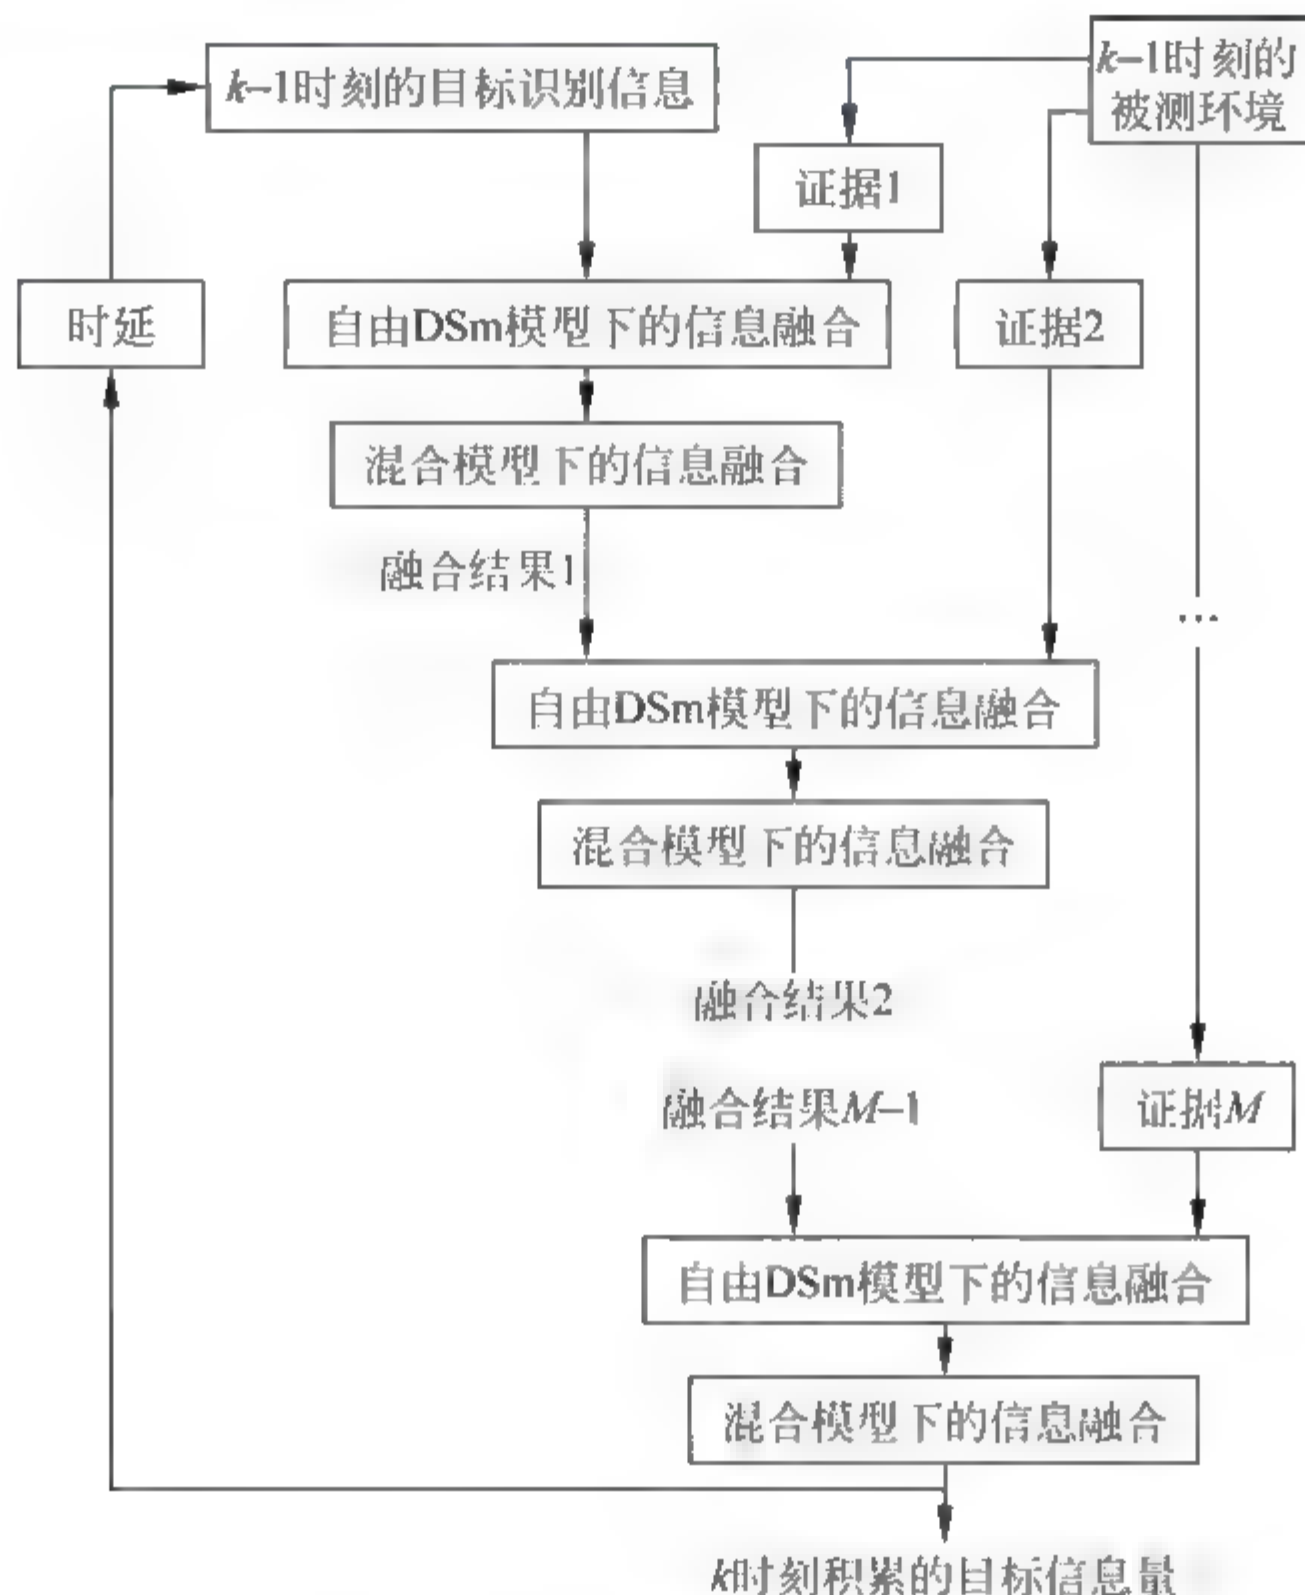 k-1时刻的目标识别信息
k-1时刻的
被测环境
证据1
时延
自由DSm模型下的信息融合
证据2
混合模型下的信息融合
融合结果1
...
自由DSm模型下的信息融合
混合模型下的信息融合
融合结果2
融合结果M-1
证据M
自由DSm模型下的信息融合
混合模型下的信息融合
k时刻积累的目标信息量